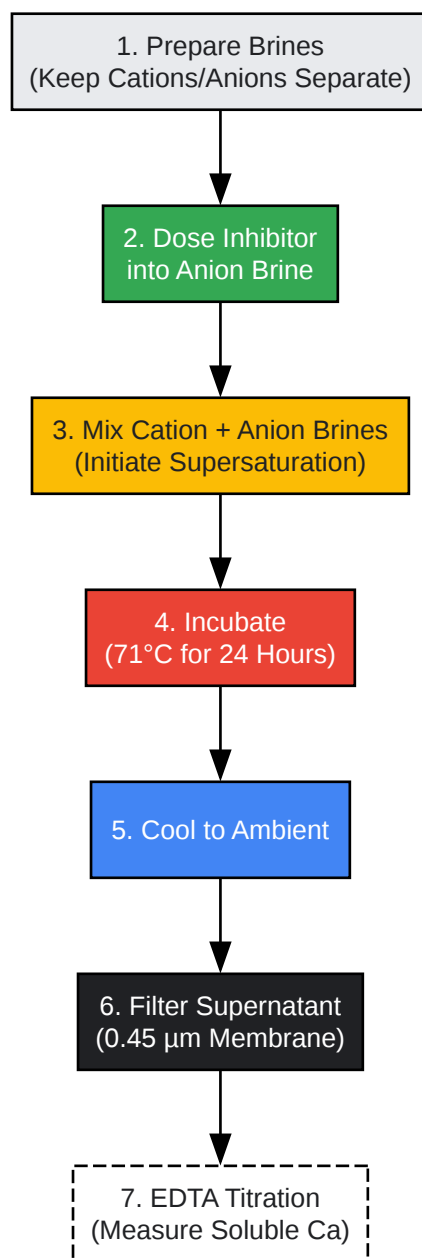 1. Prepare Brines
(Keep Cations/Anions Separate)
2. Dose Inhibitor
into Anion Brine
3. Mix Cation + Anion Brines
(Initiate Supersaturation)
4. Incubate
(71°C for 24 Hours)
5. Cool to Ambient
6. Filter Supernatant
(0.45 µm Membrane)
7. EDTA Titration
(Measure Soluble Ca)